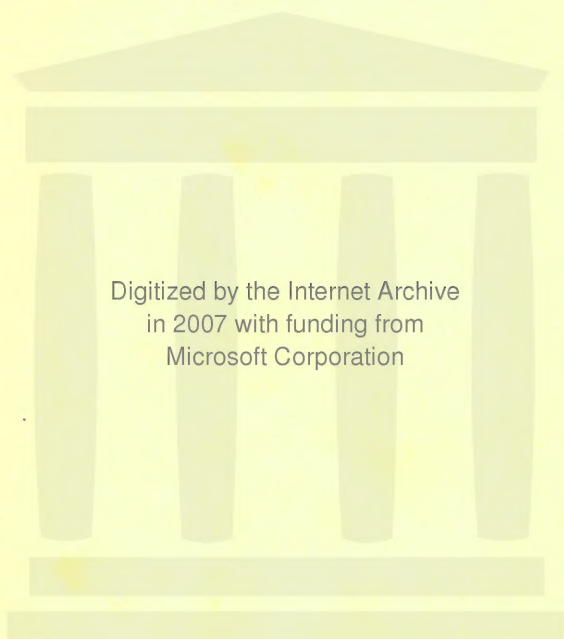 Digitized by the Internet Archive
in 2007 with funding from
Microsoft Corporation